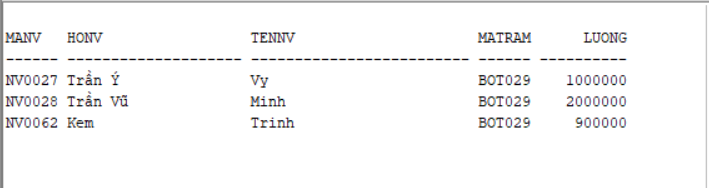 MANV HONV TENNV MATRAM LUONG
------ -------------------- ------------------------- ------ ----------
NV0027 Trần Ý Vy BOT029 1000000
NV0028 Trần Vũ Minh BOT029 2000000
NV0062 Kem Trinh BOT029 900000